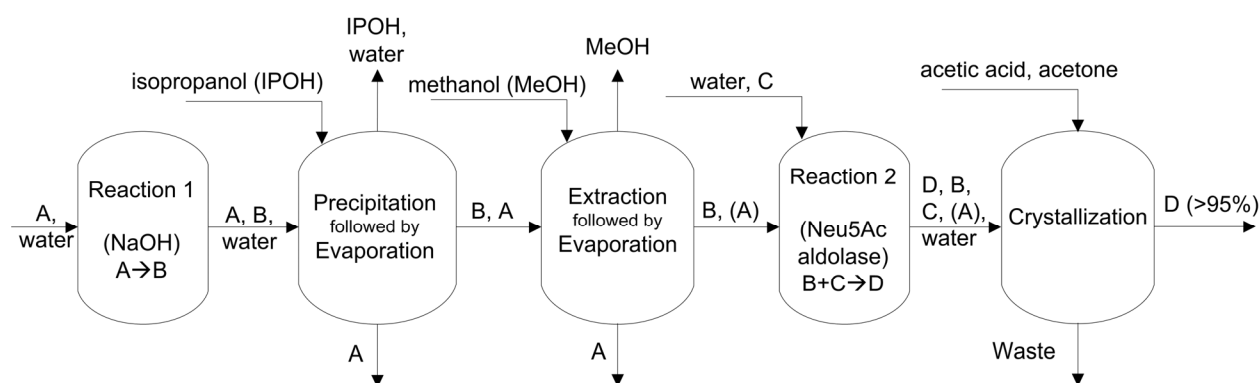 IPOH,
water
MeOH
isopropanol (IPOH)
methanol (MeOH)
water, C
acetic acid, acetone
A,
water
Reaction 1
(NaOH)
A→B
A, B,
water
Precipitation
followed by
Evaporation
B, A
Extraction
followed by
Evaporation
B, (A)
Reaction 2
(Neu5Ac
aldolase)
B+C→D
D, B,
C, (A),
water
Crystallization
D (>95%)
A
A
Waste